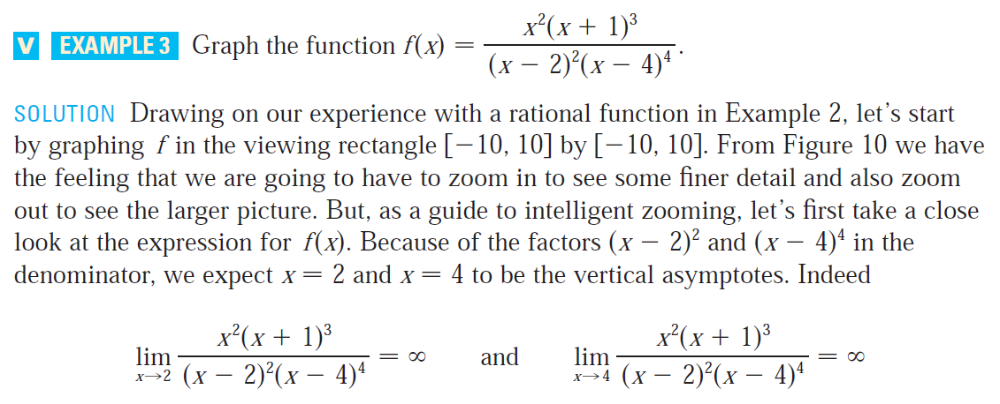 V EXAMPLE 3 Graph the function f(x) = x²(x + 1)³ / (x − 2)²(x − 4)⁴.
SOLUTION Drawing on our experience with a rational function in Example 2, let’s start
by graphing f in the viewing rectangle [−10, 10] by [−10, 10]. From Figure 10 we have
the feeling that we are going to have to zoom in to see some finer detail and also zoom
out to see the larger picture. But, as a guide to intelligent zooming, let’s first take a close
look at the expression for f(x). Because of the factors (x − 2)² and (x − 4)⁴ in the
denominator, we expect x = 2 and x = 4 to be the vertical asymptotes. Indeed
lim x→2 x²(x + 1)³ / (x − 2)²(x − 4)⁴ = ∞ and lim x→4 x²(x + 1)³ / (x − 2)²(x − 4)⁴ = ∞